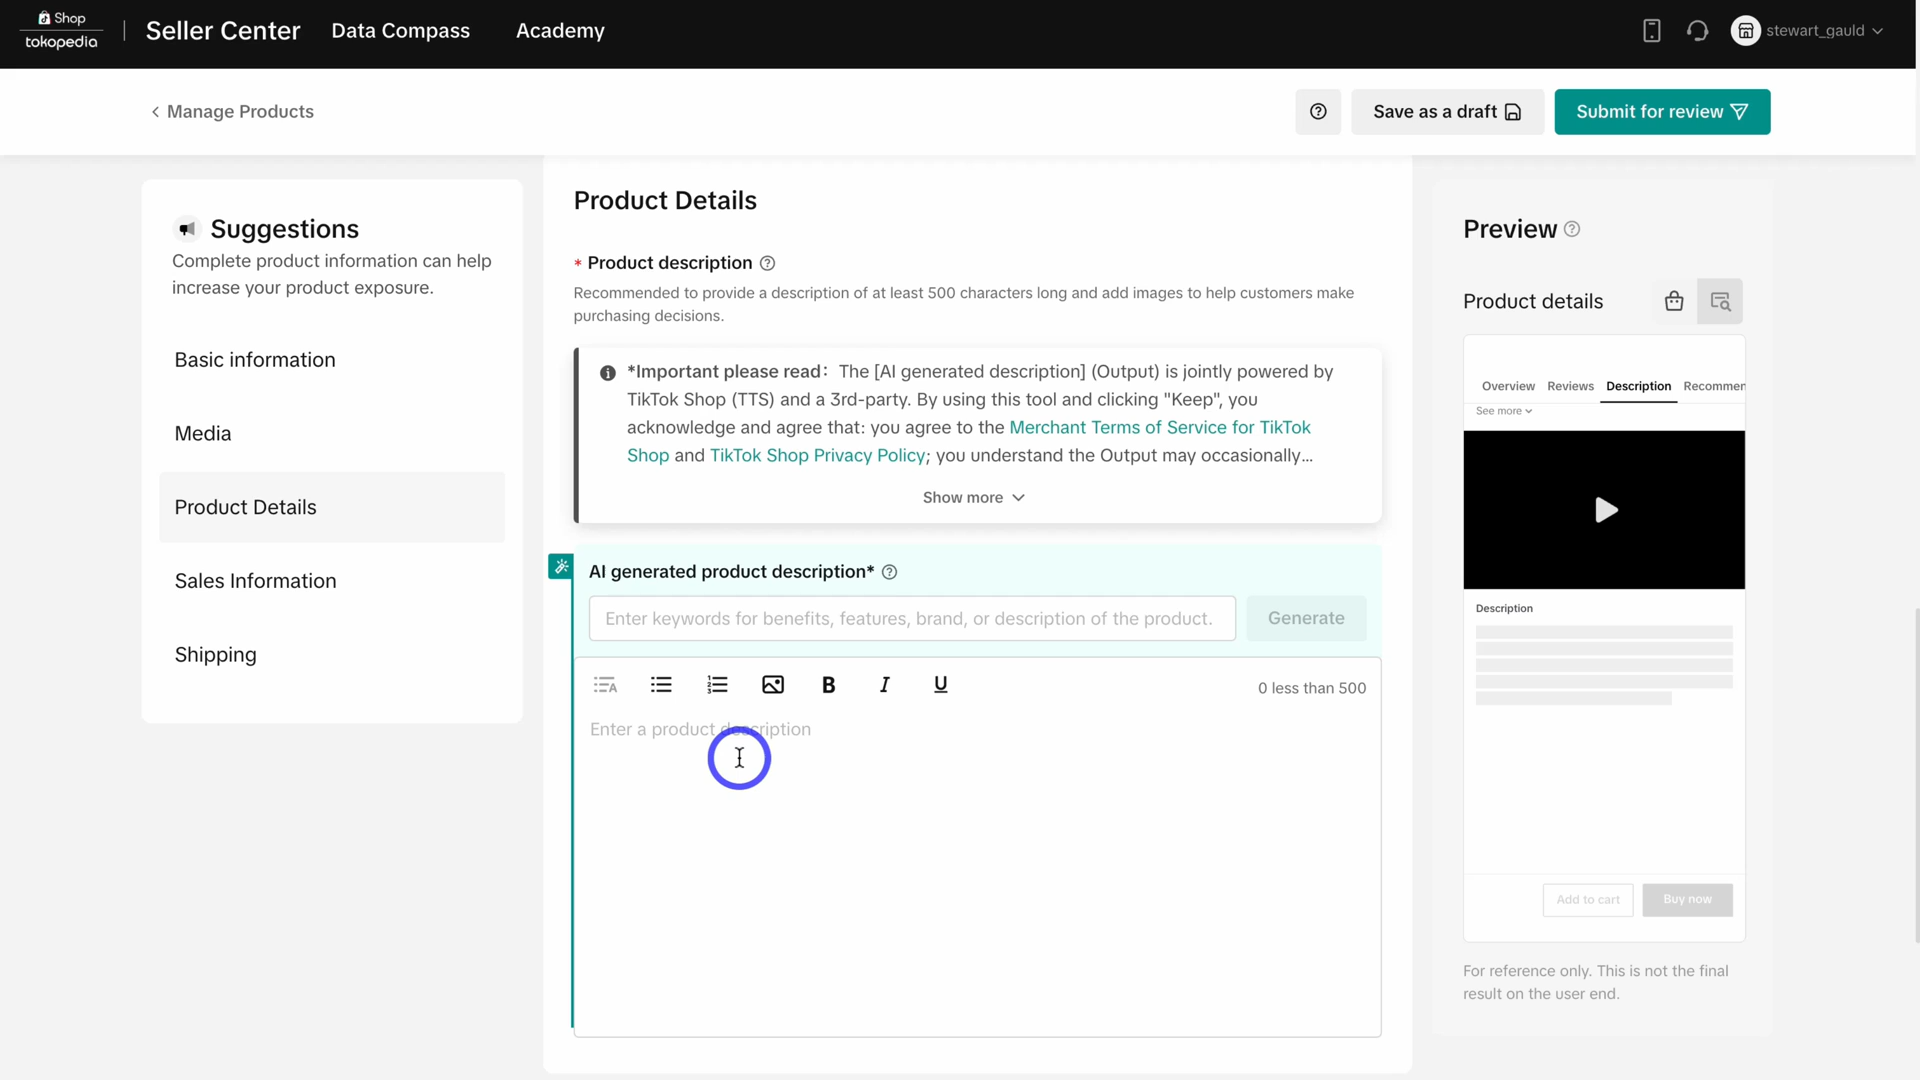 Shop
tokopedia
Seller Center
Data Compass
Academy
stewart_gauld
Manage Products
Save as a draft
Submit for review
Suggestions
Complete product information can help
increase your product exposure.
Basic information
Media
Product Details
Sales Information
Shipping
Product Details
* Product description
Recommended to provide a description of at least 500 characters long and add images to help customers make
purchasing decisions.
*Important please read: The [AI generated description] (Output) is jointly powered by
TikTok Shop (TTS) and a 3rd-party. By using this tool and clicking "Keep", you
acknowledge and agree that: you agree to the Merchant Terms of Service for TikTok
Shop and TikTok Shop Privacy Policy; you understand the Output may occasionally...
Show more
AI generated product description*
Enter keywords for benefits, features, brand, or description of the product.
Generate
B I U
0 less than 500
Enter a product description
Preview
Product details
Overview Reviews Description Recommen
See more
Description
Add to cart
Buy now
For reference only. This is not the final
result on the user end.